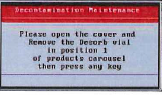 Decontamination Maintenance
Please open the cover and
Remove the Decorb vial
in position 1
of products carousel
then press any key